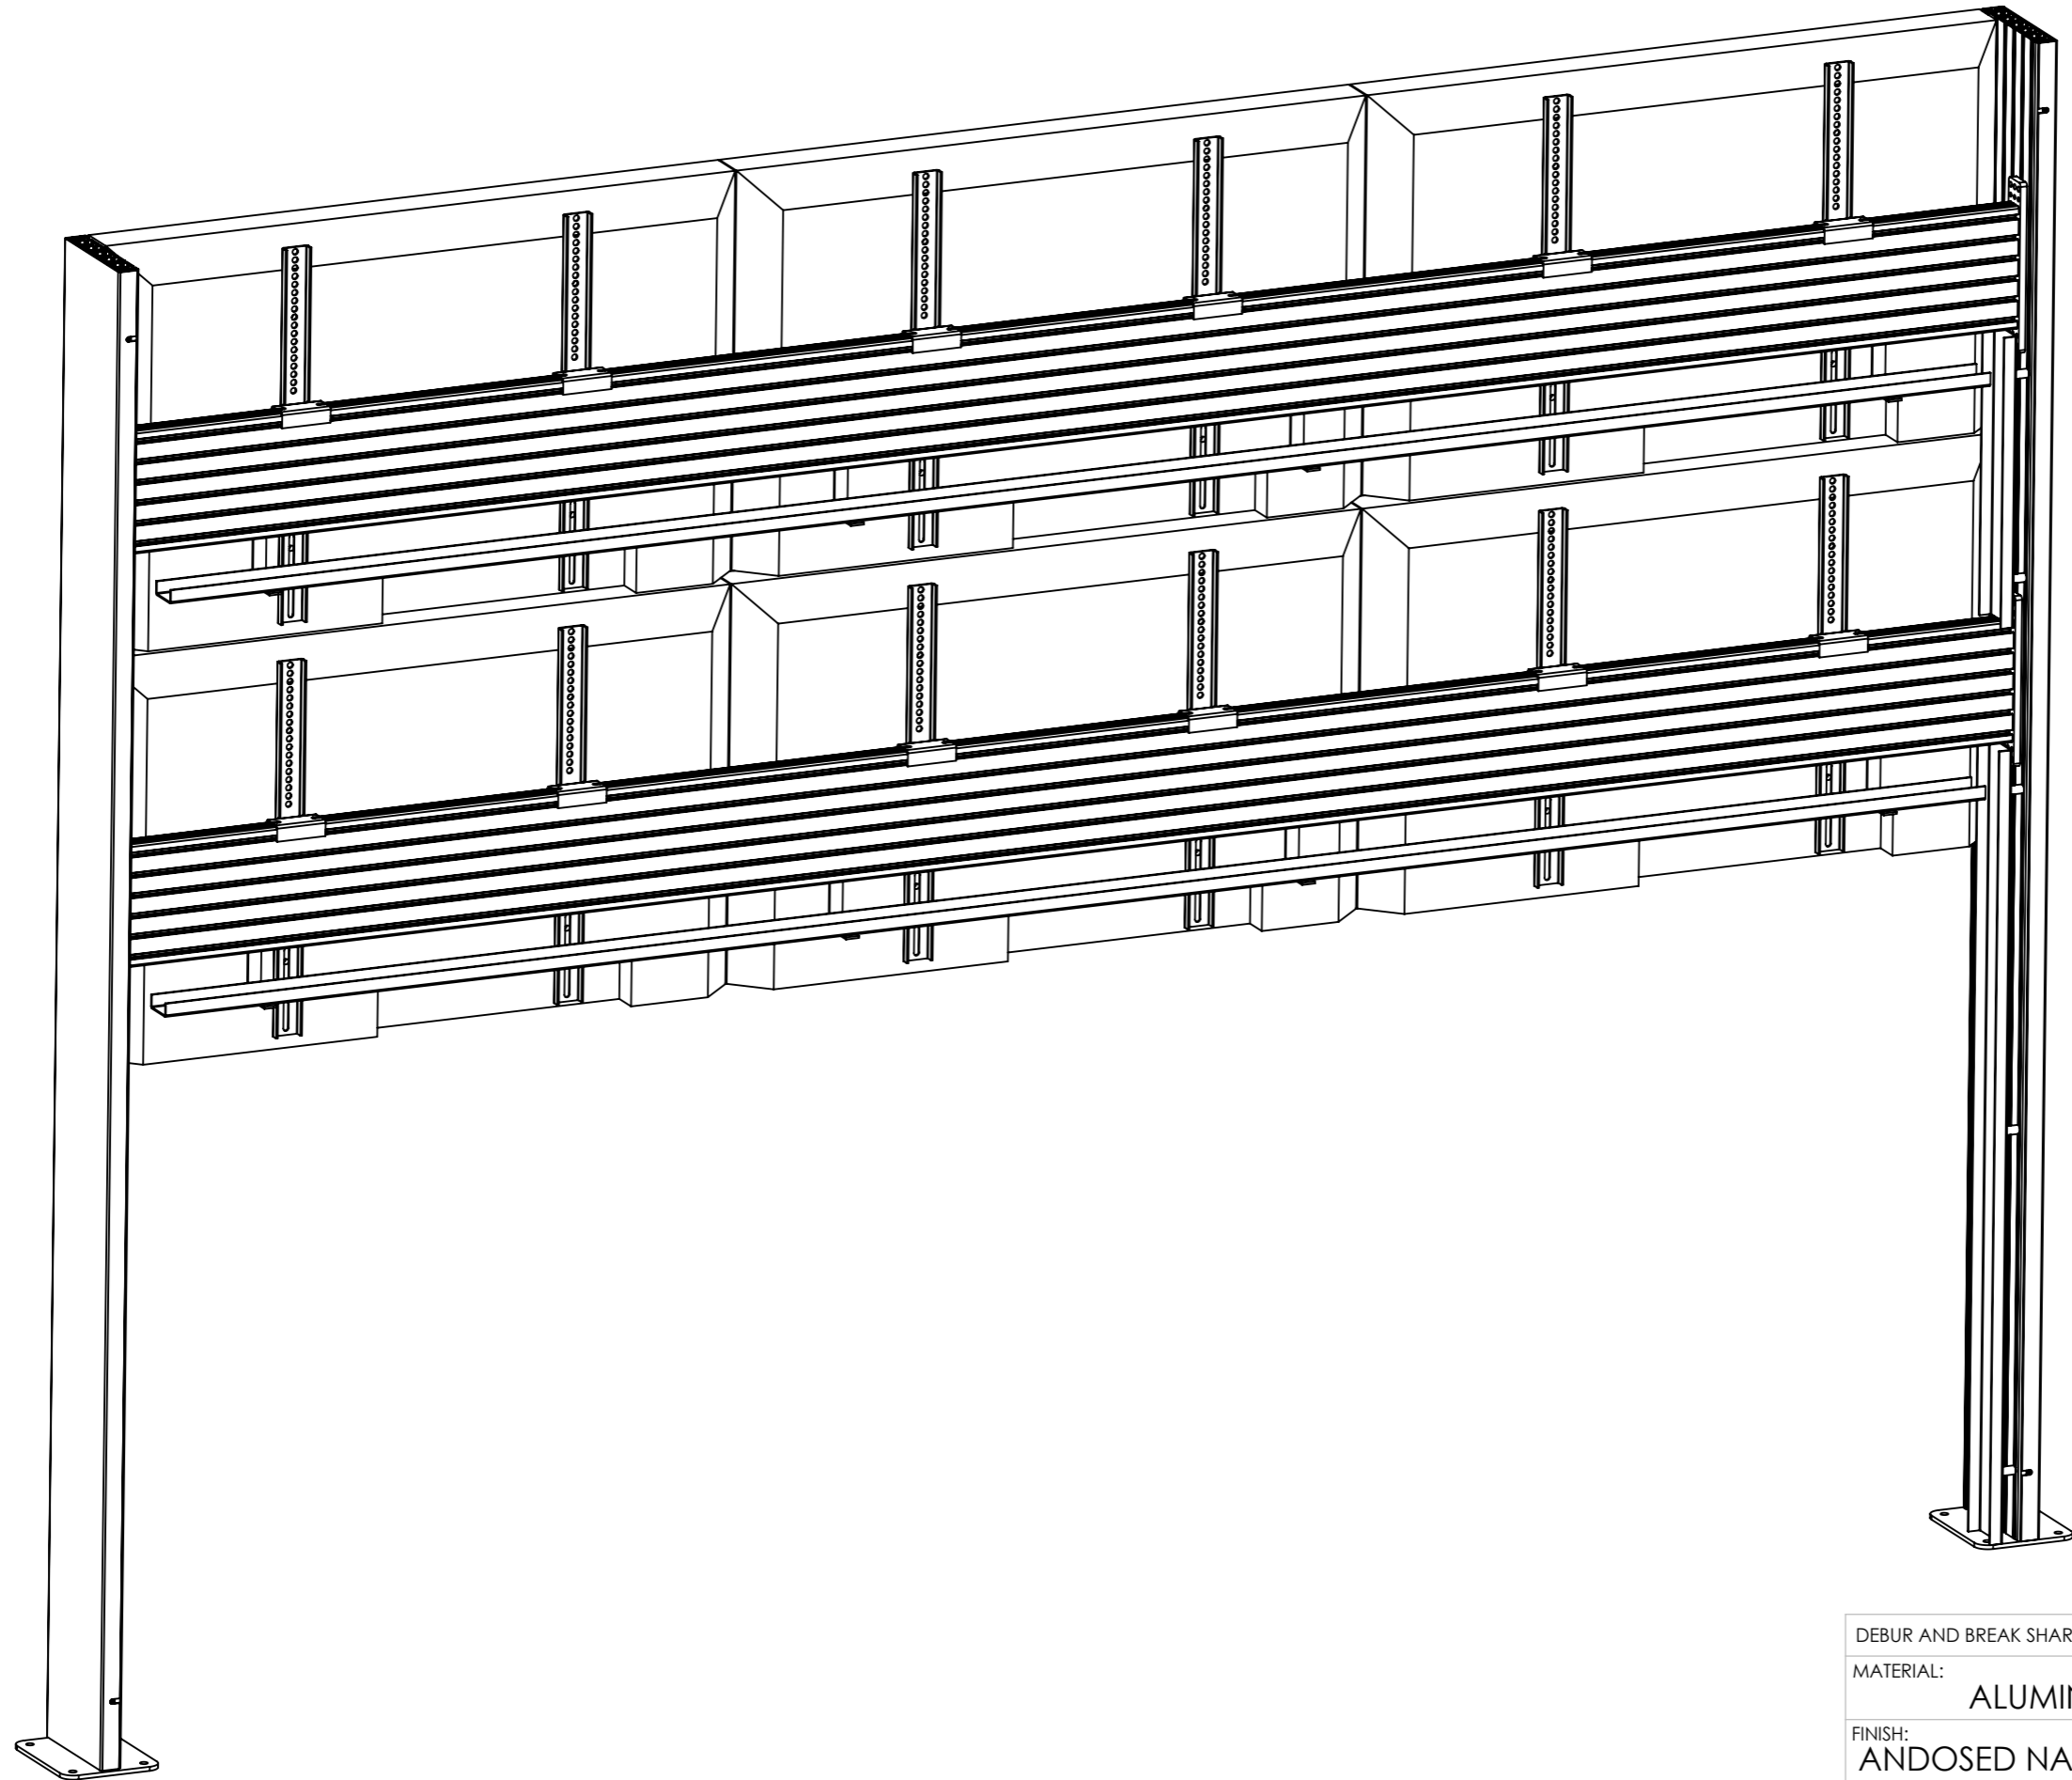 DEBUR AND BREAK SHAR
MATERIAL:
ALUMIN
FINISH:
ANDOSED NA